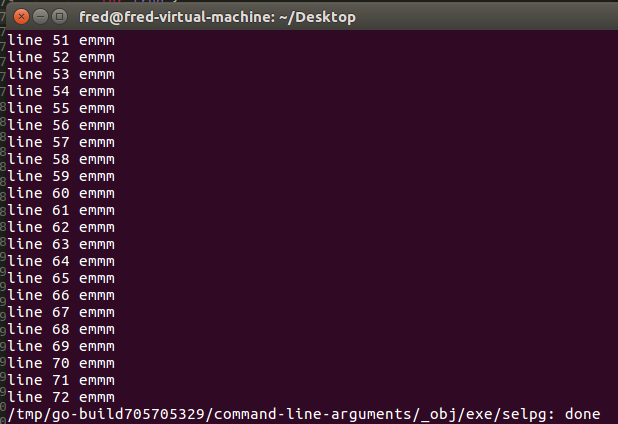 fred@fred-virtual-machine: ~/Desktop
line 51 emmm
line 52 emmm
line 53 emmm
line 54 emmm
line 55 emmm
line 56 emmm
line 57 emmm
line 58 emmm
line 59 emmm
line 60 emmm
line 61 emmm
line 62 emmm
line 63 emmm
line 64 emmm
line 65 emmm
line 66 emmm
line 67 emmm
line 68 emmm
line 69 emmm
line 70 emmm
line 71 emmm
line 72 emmm
/tmp/go-build705705329/command-line-arguments/_obj/exe/selpg: done